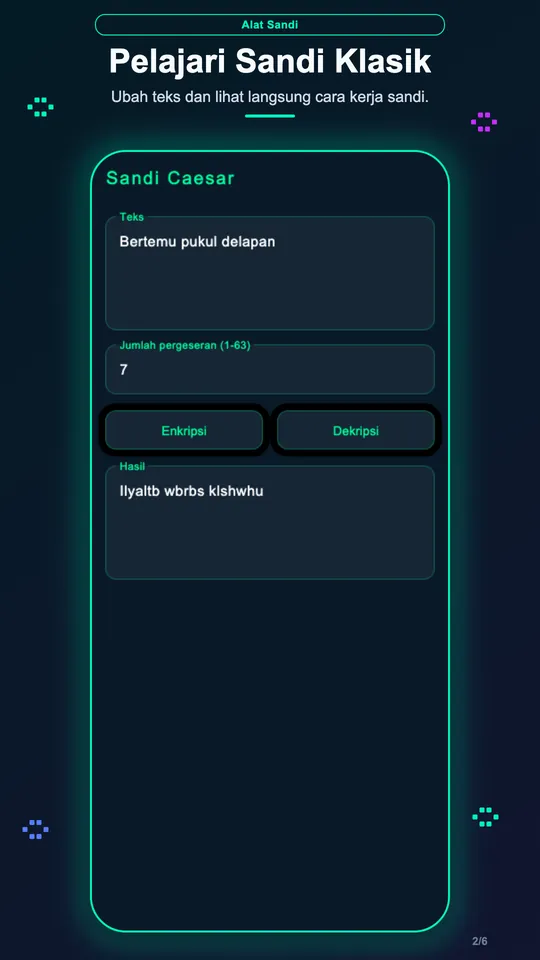 Alat Sandi
Pelajari Sandi Klasik
Ubah teks dan lihat langsung cara kerja sandi.
Sandi Caesar
Teks
Bertemu pukul delapan
Jumlah pergeseran (1-63)
7
Enkripsi
Dekripsi
Hasil
Ilyaltb wbrbs klshwhu
2/6